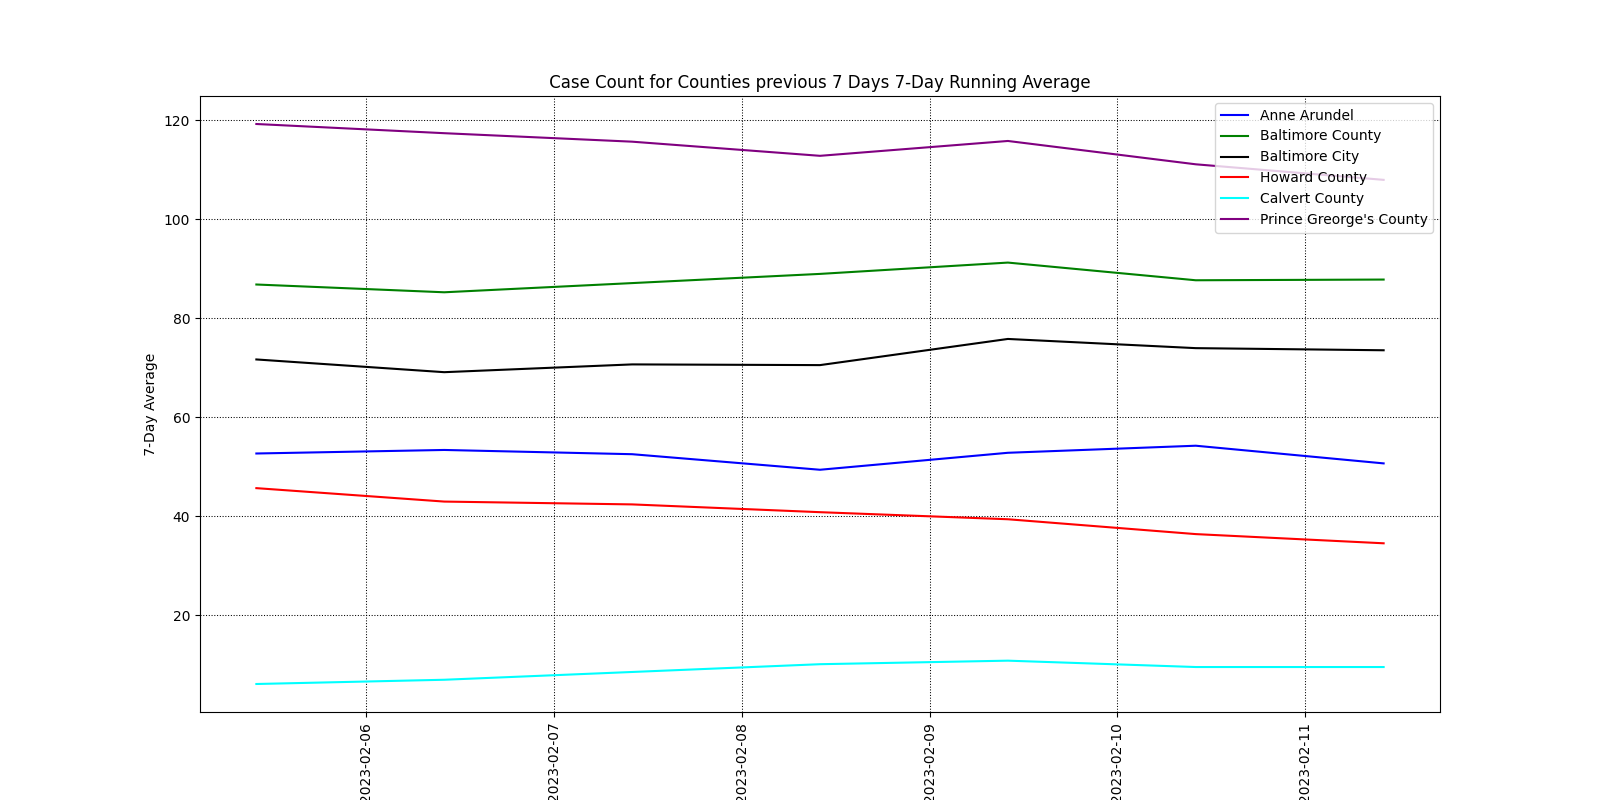 Case Count for Counties previous 7 Days 7-Day Running Average
120
100
80
60
40
20
7-Day Average
Anne Arundel
Baltimore County
Baltimore City
Howard County
Calvert County
Prince Greorge's County
2023-02-06
2023-02-07
2023-02-08
2023-02-09
2023-02-10
2023-02-11